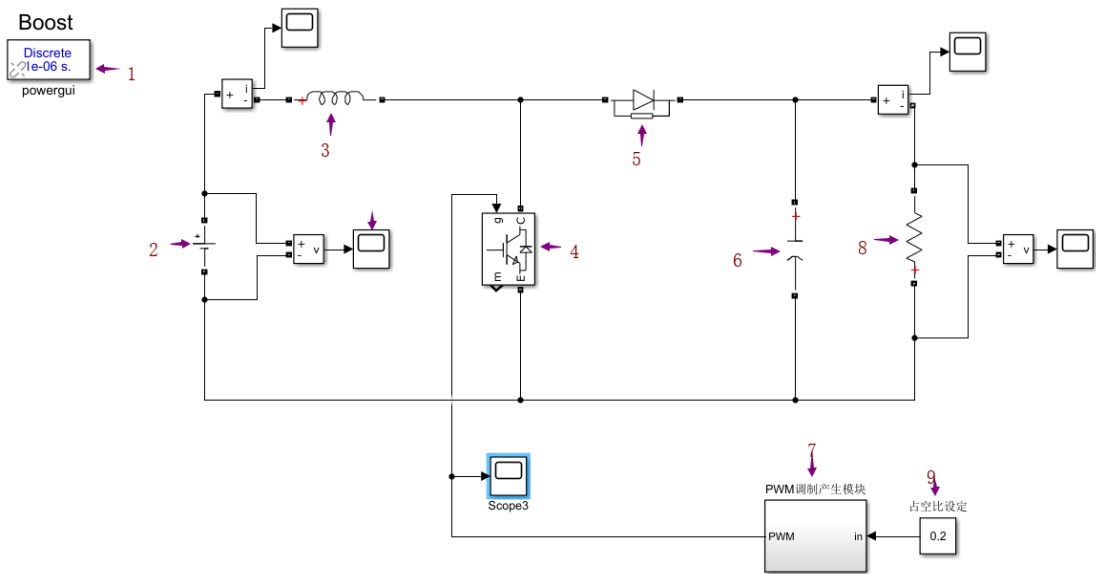 Boost
Discrete
1e-06 s.
powergui
1
i
+
-
+
3
5
+
i
-
2
+
+
-
v
g
C
m
E
4
6
+
8
+
+
-
v
Scope3
7
PWM调制产生模块
PWM
in
9
占空比设定
0.2